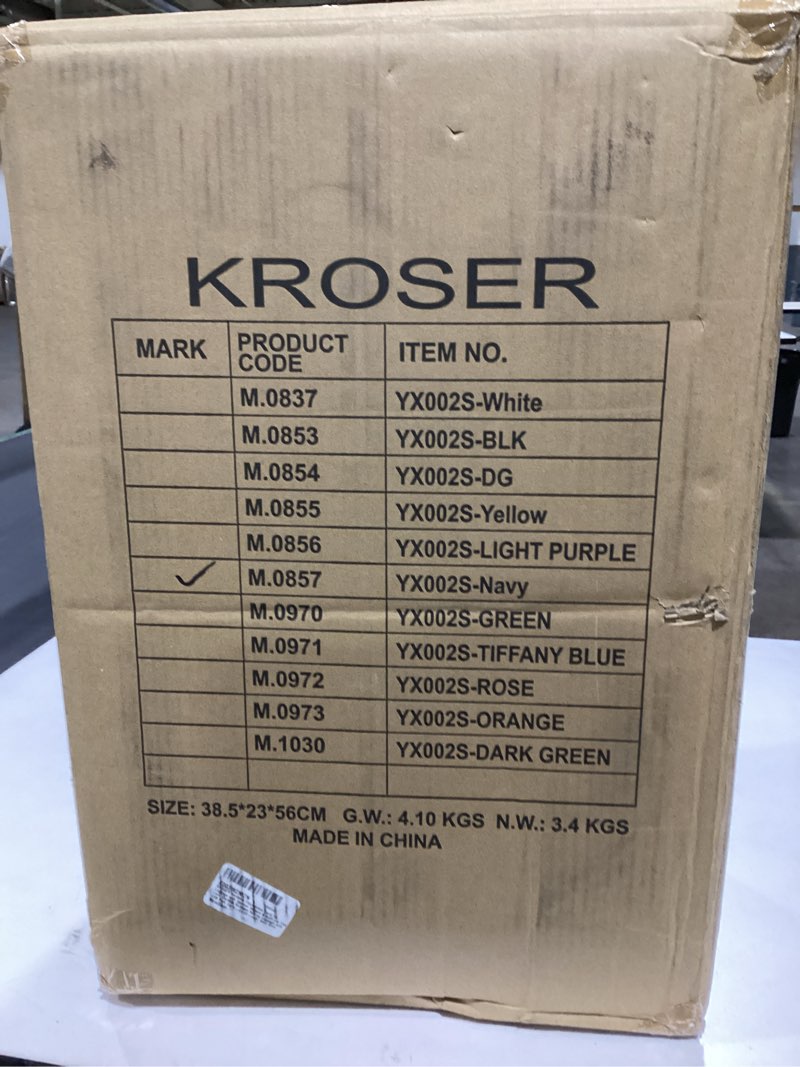 KROSER
MARK PRODUCT CODE ITEM NO.
M.0837 YX002S-White
M.0853 YX002S-BLK
M.0854 YX002S-DG
M.0855 YX002S-Yellow
M.0856 YX002S-LIGHT PURPLE
✓ M.0857 YX002S-Navy
M.0970 YX002S-GREEN
M.0971 YX002S-TIFFANY BLUE
M.0972 YX002S-ROSE
M.0973 YX002S-ORANGE
M.1030 YX002S-DARK GREEN
SIZE: 38.5*23*56CM G.W.: 4.10 KGS N.W.: 3.4 KGS
MADE IN CHINA